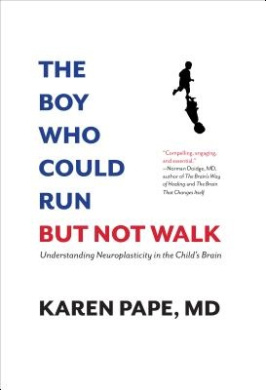 THE
BOY
WHO
COULD
RUN
BUT NOT WALK
Understanding Neuroplasticity in the Child's Brain
"Compelling, engaging,
and essential."
—Norman Doidge, MD,
author of The Brain's Way
of Healing and The Brain
That Changes Itself
KAREN PAPE, MD